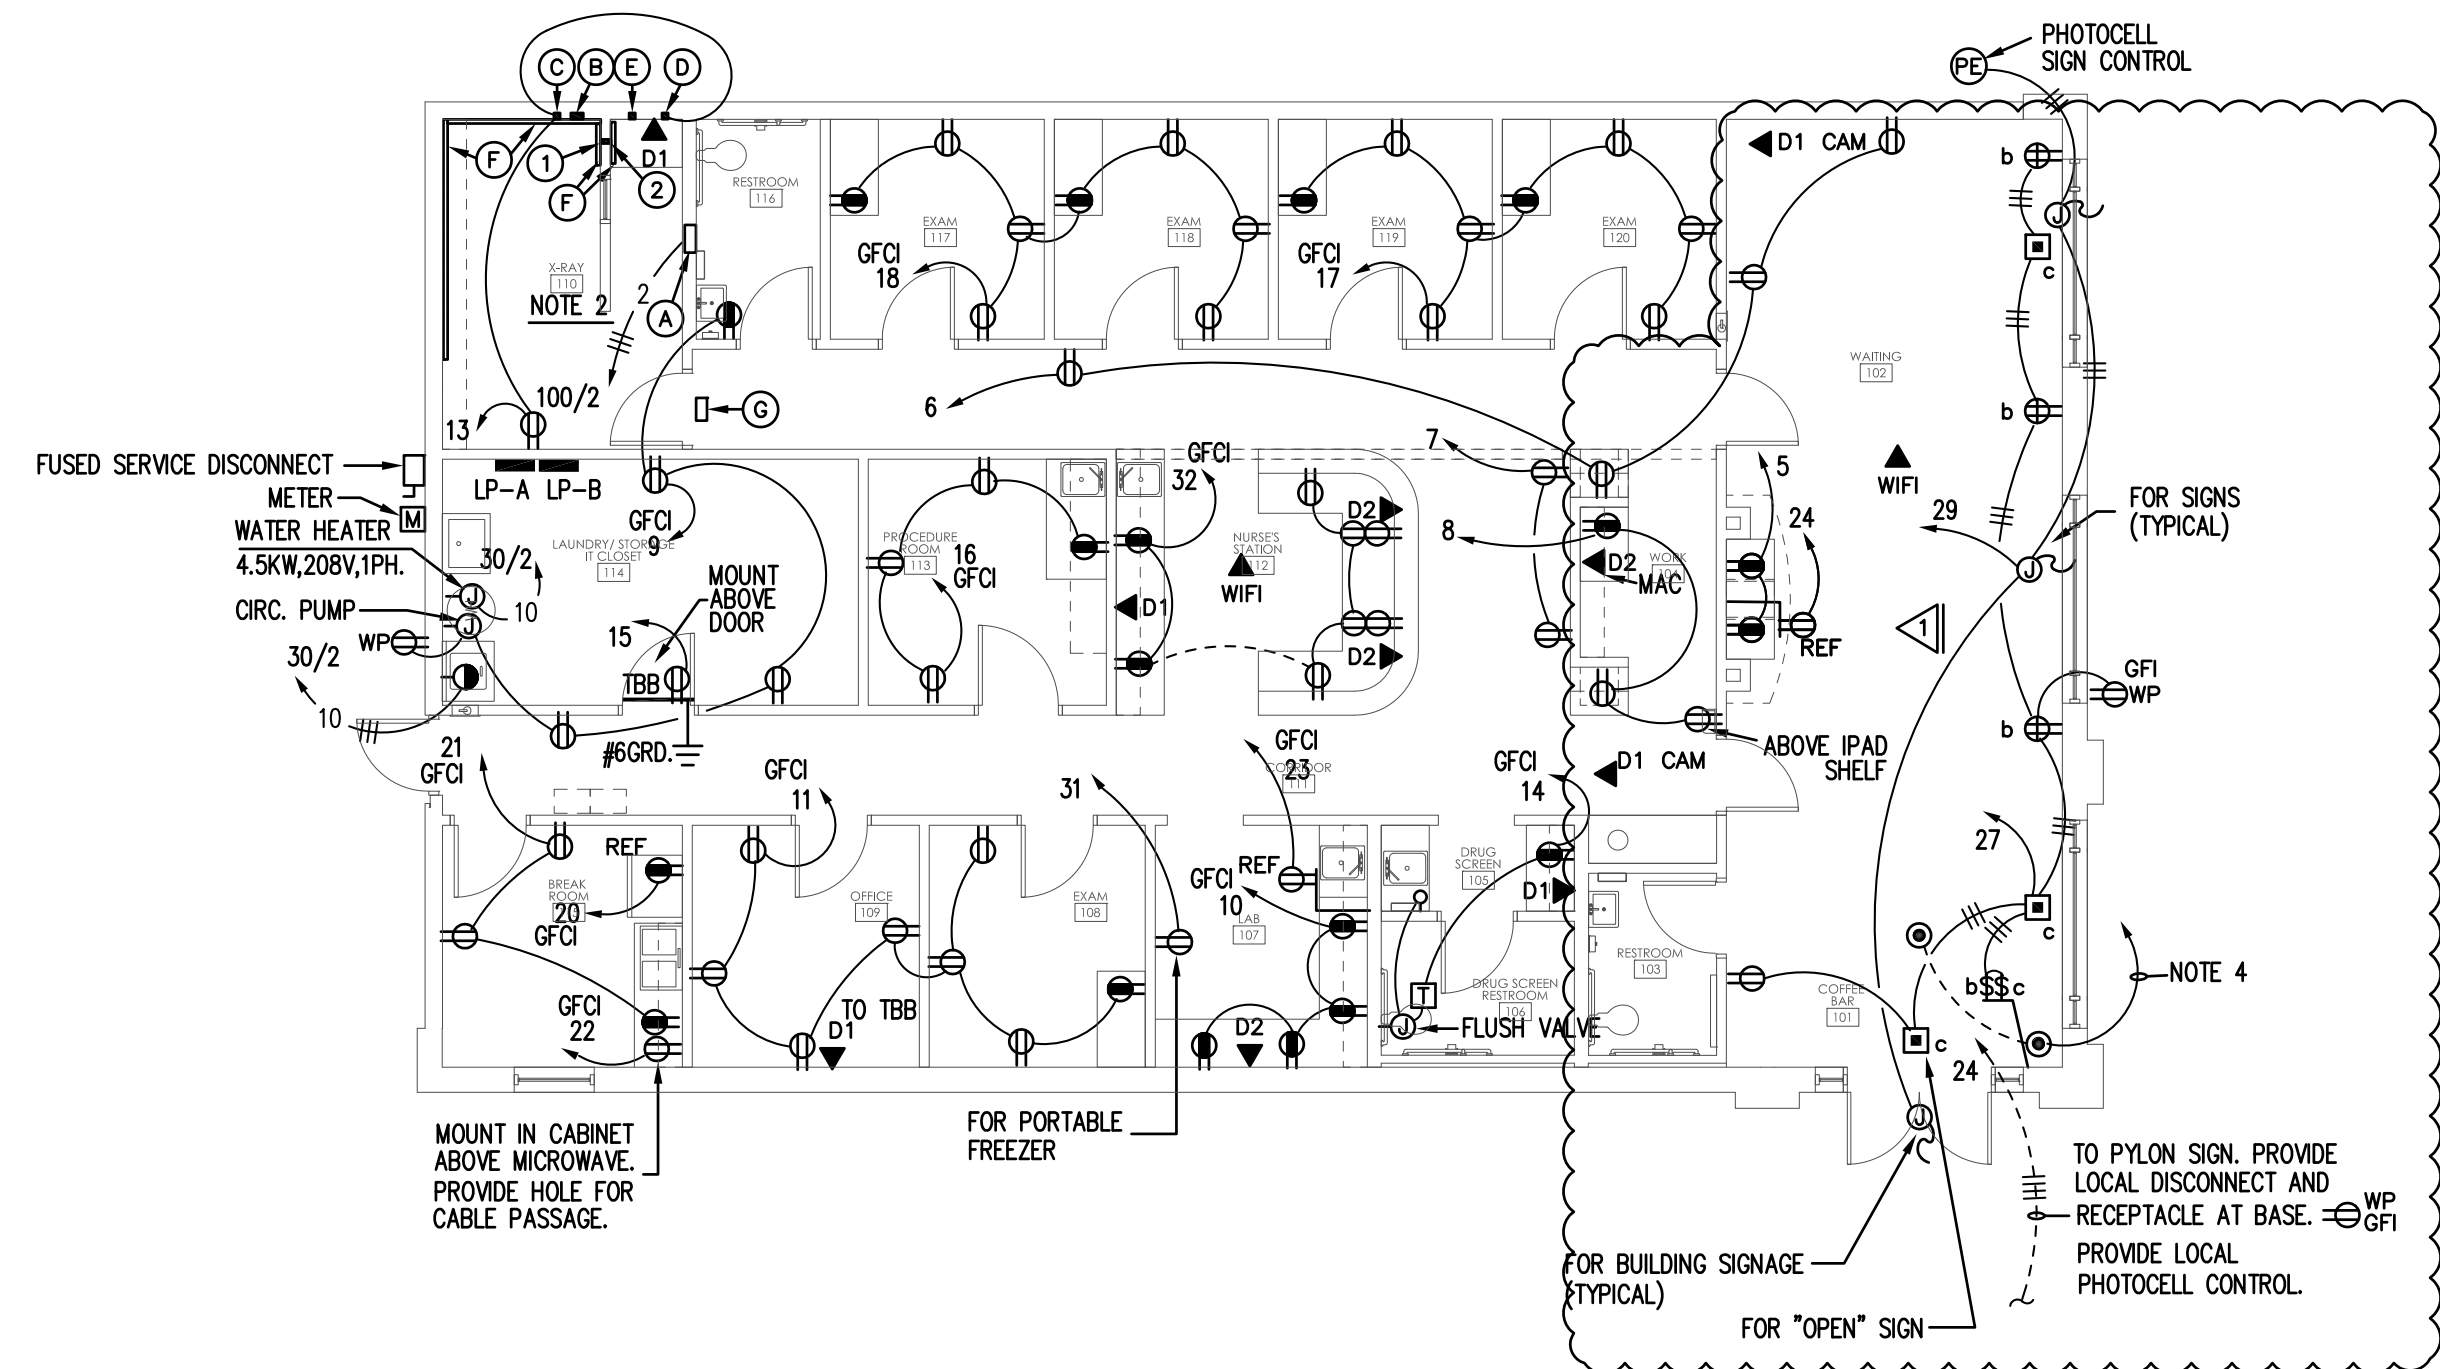 PHOTOCELL
SIGN CONTROL
PE
C B E D
F 1 D1 2 F
D1 CAM
b
J
c
RESTROOM
116
EXAM
117
EXAM
118
EXAM
119
EXAM
120
GFCI
18
GFCI
17
X-RAY
110
NOTE 2
2
A
WAITING
102
100/2
13
G
6
b
FUSED SERVICE DISCONNECT
METER
M
WATER HEATER
4.5KW,208V,1PH.
CIRC. PUMP
WP
30/2
10
LP-A LP-B
GFCI
9
LAUNDRY/ STORAGE
IT CLOSET
114
30/2
J
10
J
MOUNT
ABOVE
DOOR
15
TBB
#6GRD.
PROCEDURE
ROOM
113
16
GFCI
GFCI
32
D1
NURSE'S
STATION
112
WIFI
D2
D2
7
8
D2
MAC
WORK
104
5
24
REF
WIFI
29
FOR SIGNS
(TYPICAL)
J
1
GFI
WP
b
ABOVE IPAD
SHELF
D1 CAM
21
GFCI
GFCI
11
31
GFCI
23
CORRIDOR
111
GFCI
14
27
REF
BREAK
ROOM
20
GFCI
OFFICE
109
EXAM
108
REF
GFCI
10
LAB
107
DRUG
SCREEN
105
D1
RESTROOM
103
c
NOTE 4
GFCI
22
TO TBB
D1
D2
T
DRUG SCREEN
RESTROOM
106
J
FLUSH VALVE
COFFEE
BAR
101
b$$c
c
24
J
MOUNT IN CABINET
ABOVE MICROWAVE.
PROVIDE HOLE FOR
CABLE PASSAGE.
FOR PORTABLE
FREEZER
TO PYLON SIGN. PROVIDE
LOCAL DISCONNECT AND
RECEPTACLE AT BASE.
WP
GFI
PROVIDE LOCAL
PHOTOCELL CONTROL.
FOR BUILDING SIGNAGE
(TYPICAL)
FOR "OPEN" SIGN